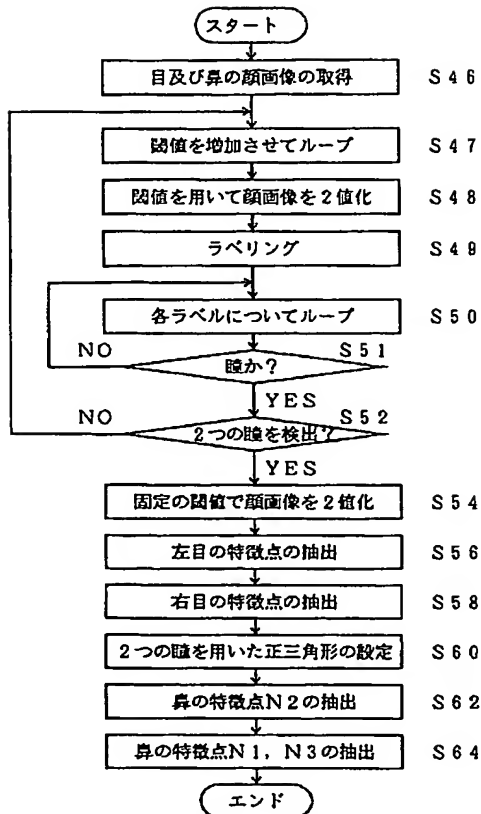 スタート
目及び鼻の顔画像の取得 S46
閾値を増加させてループ S47
閾値を用いて顔画像を2値化 S48
ラベリング S49
各ラベルについてループ S50
NO S51
瞳か?
YES
NO S52
2つの瞳を検出?
YES
固定の閾値で顔画像を2値化 S54
左目の特徴点の抽出 S56
右目の特徴点の抽出 S58
2つの瞳を用いた正三角形の設定 S60
鼻の特徴点N2の抽出 S62
鼻の特徴点N1,N3の抽出 S64
エンド